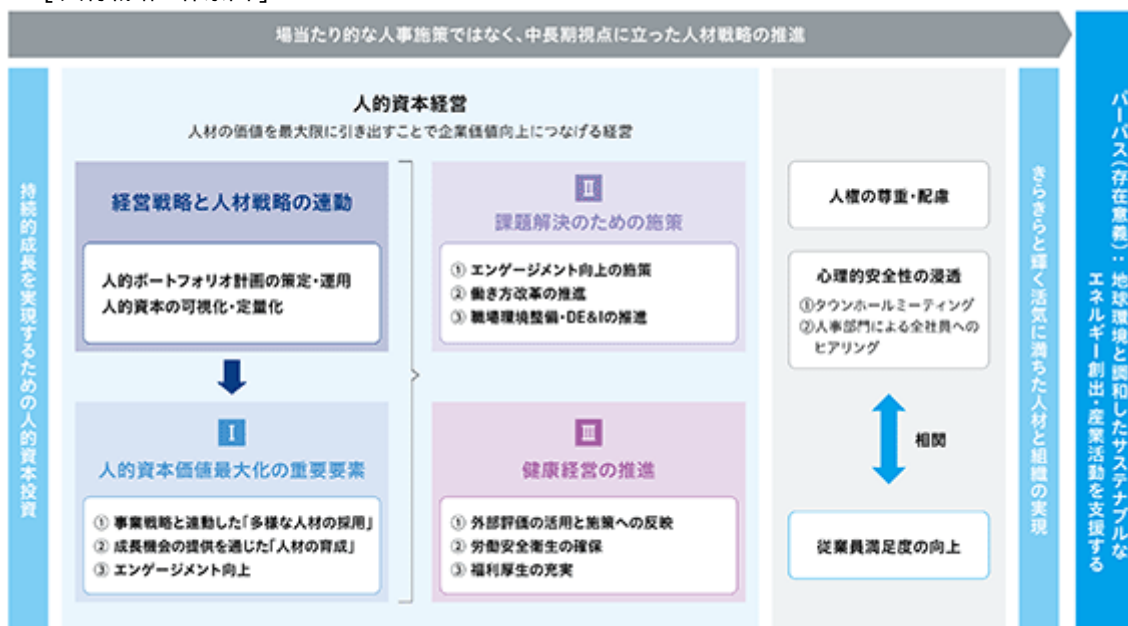 場当たり的な人事施策ではなく、中長期視点に立った人材戦略の推進
持続的成長を実現するための人的資本投資
人的資本経営
人材の価値を最大限に引き出すことで企業価値向上につなげる経営
経営戦略と人材戦略の連動
人的ポートフォリオ計画の策定・運用
人的資本の可視化・定量化
I
人的資本価値最大化の重要要素
① 事業戦略と連動した「多様な人材の採用」
② 成長機会の提供を通じた「人材の育成」
③ エンゲージメント向上
II
課題解決のための施策
① エンゲージメント向上の施策
② 働き方改革の推進
③ 職場環境整備・DE&Iの推進
III
健康経営の推進
① 外部評価の活用と施策への反映
② 労働安全衛生の確保
③ 福利厚生の充実
人権の尊重・配慮
心理的安全性の浸透
①タウンホールミーティング
②人事部門による全社員への
ヒアリング
相関
従業員満足度の向上
きらきらと輝く活気に満ちた人材と組織の実現
パーパス(存在意義):地球環境と調和したサステナブルな
エネルギー創出・産業活動を支援する